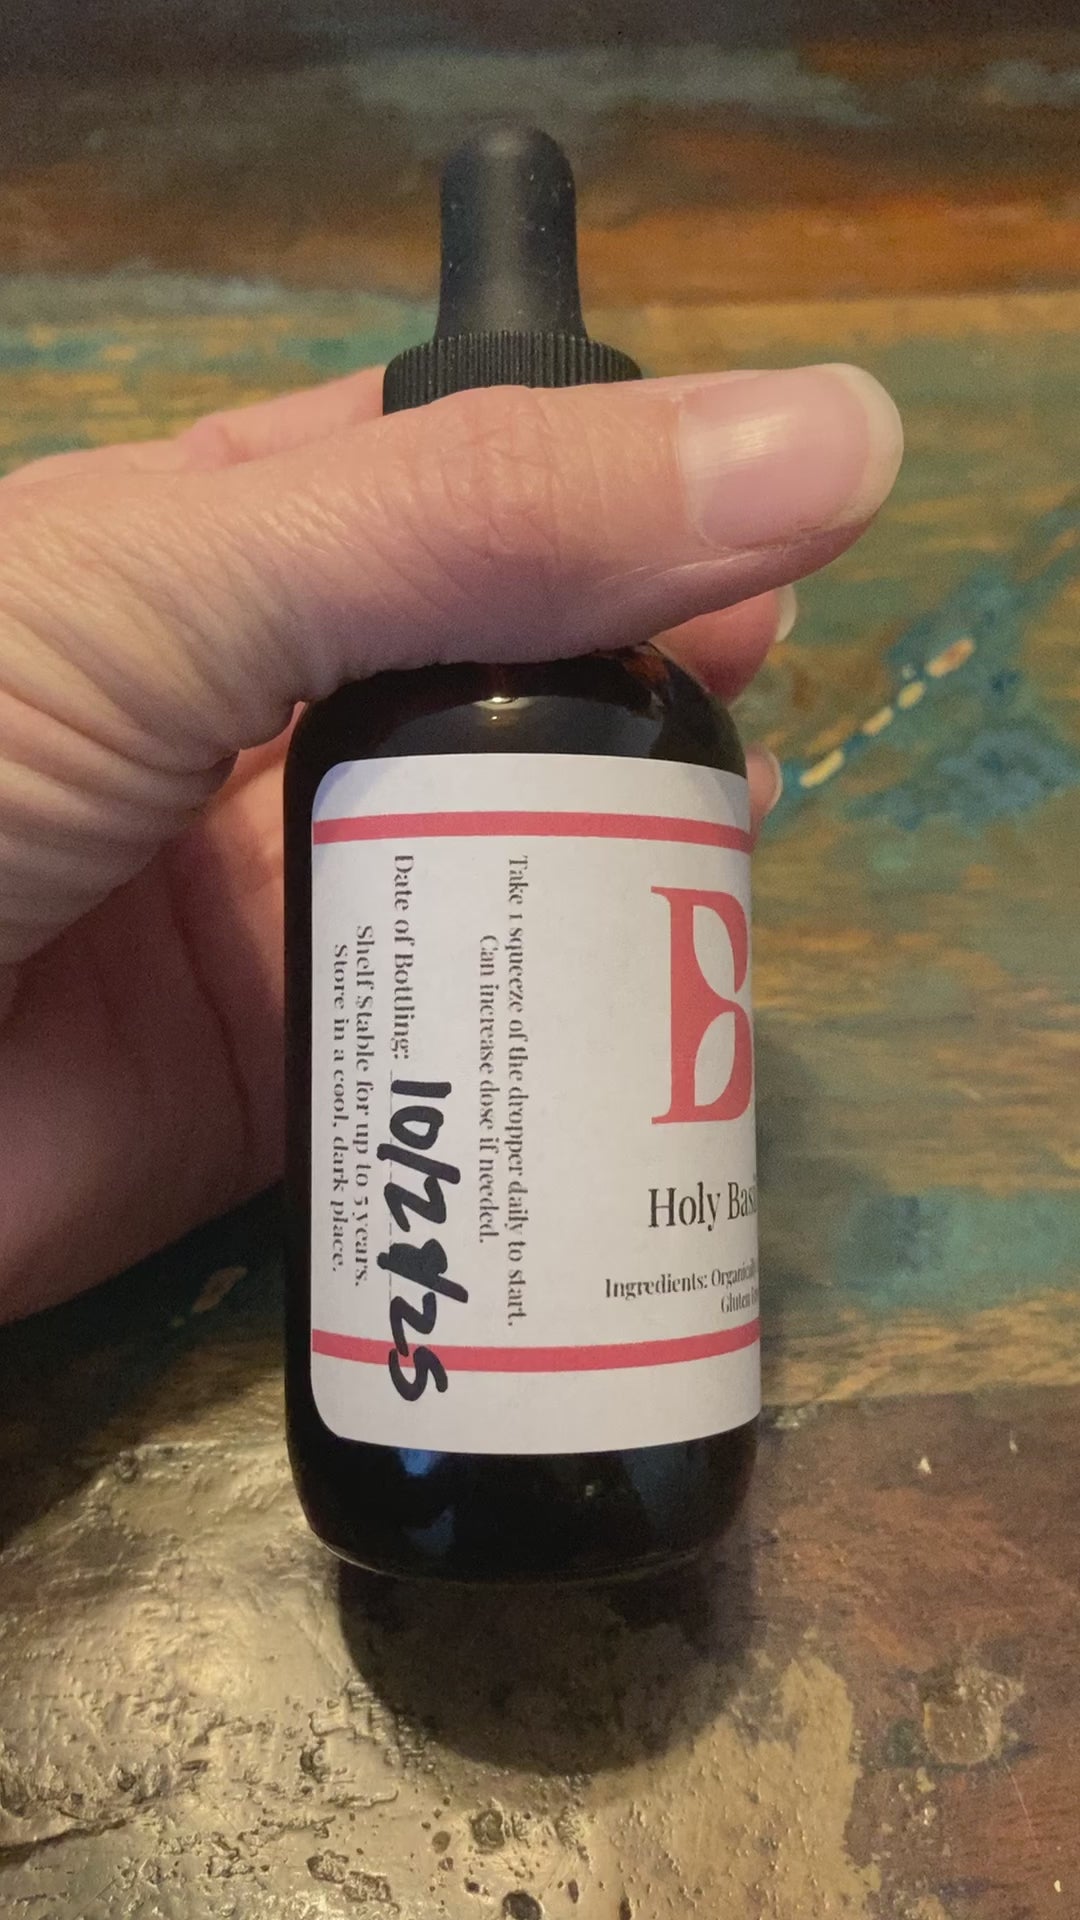 Take 1 squeeze of the dropper daily to start.
Can increase dose if needed.
Date of Bottling: 10/24/25
Shelf Stable for up to 5 years.
Store in a cool, dark place.
B
Holy Basi
Ingredients: Organically
Gluten